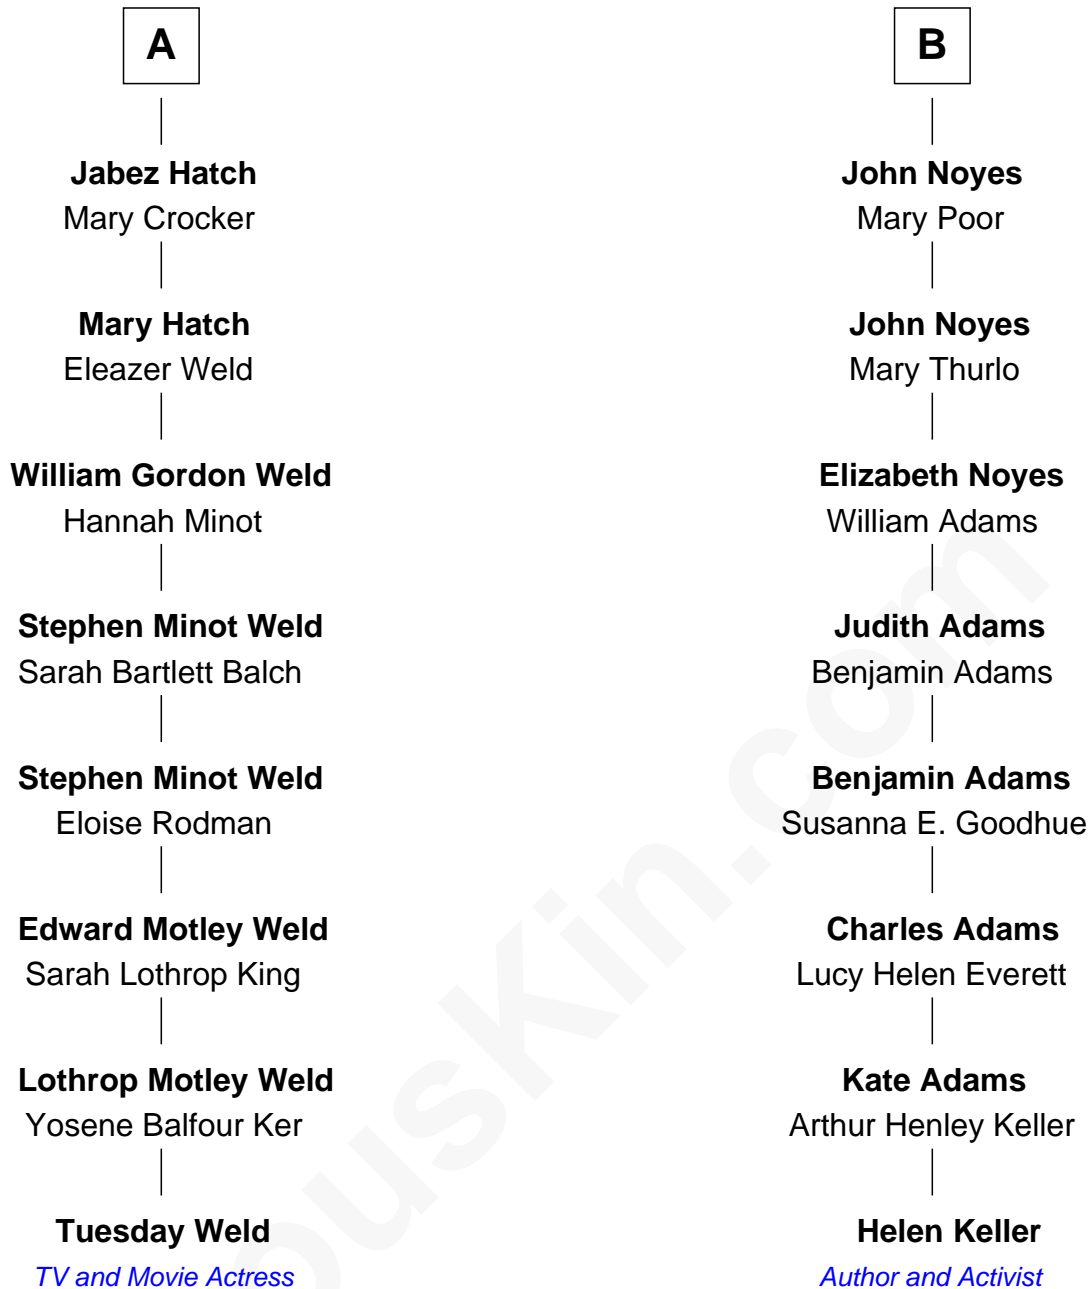 A
Jabez Hatch
Mary Crocker
Mary Hatch
Eleazer Weld
William Gordon Weld
Hannah Minot
Stephen Minot Weld
Sarah Bartlett Balch
Stephen Minot Weld
Eloise Rodman
Edward Motley Weld
Sarah Lothrop King
Lothrop Motley Weld
Yosene Balfour Ker
Tuesday Weld
TV and Movie Actress
B
John Noyes
Mary Poor
John Noyes
Mary Thurlo
Elizabeth Noyes
William Adams
Judith Adams
Benjamin Adams
Benjamin Adams
Susanna E. Goodhue
Charles Adams
Lucy Helen Everett
Kate Adams
Arthur Henley Keller
Helen Keller
Author and Activist
ousKin.com